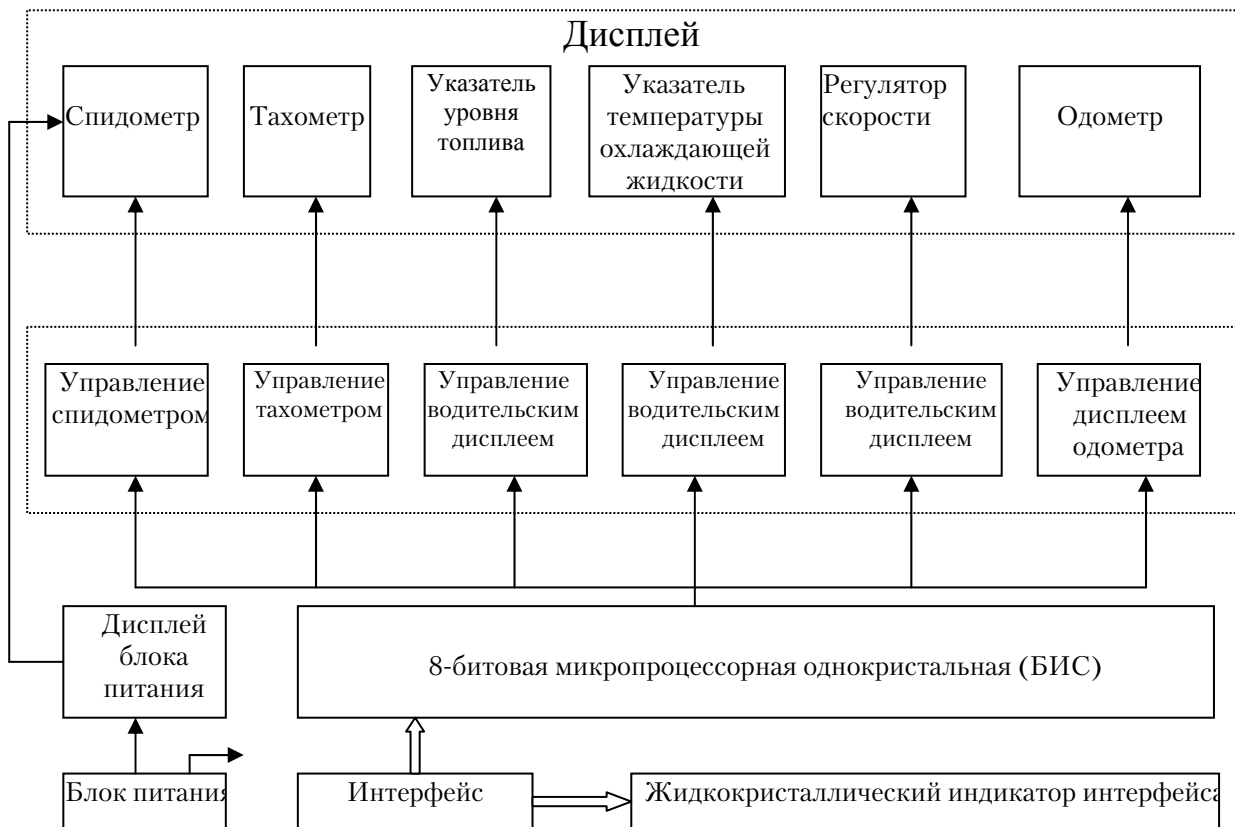 Дисплей
Спидометр
Тахометр
Указатель
уровня
топлива
Указатель
температуры
охлаждающей
жидкости
Регулятор
скорости
Одометр
Управление
спидометром
Управление
тахометром
Управление
водительским
дисплеем
Управление
водительским
дисплеем
Управление
водительским
дисплеем
Управление
дисплеем
одометра
Дисплей
блока
питания
8-битовая микропроцессорная однокристальная (БИС)
Блок питания
Интерфейс
Жидкокристаллический индикатор интерфейса